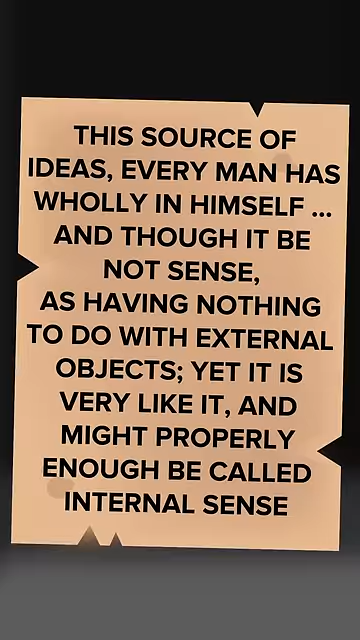 THIS SOURCE OF
IDEAS, EVERY MAN HAS
WHOLLY IN HIMSELF ...
AND THOUGH IT BE
NOT SENSE,
AS HAVING NOTHING
TO DO WITH EXTERNAL
OBJECTS; YET IT IS
VERY LIKE IT, AND
MIGHT PROPERLY
ENOUGH BE CALLED
INTERNAL SENSE